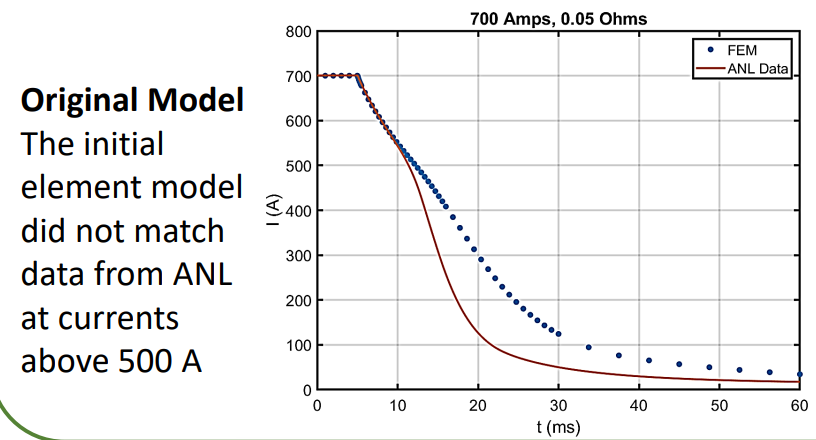 Original Model
The initial
element model
did not match
data from ANL
at currents
above 500 A
700 Amps, 0.05 Ohms
FEM
ANL Data
I (A)
800
700
600
500
400
300
200
100
0
0 10 20 30 40 50 60
t (ms)